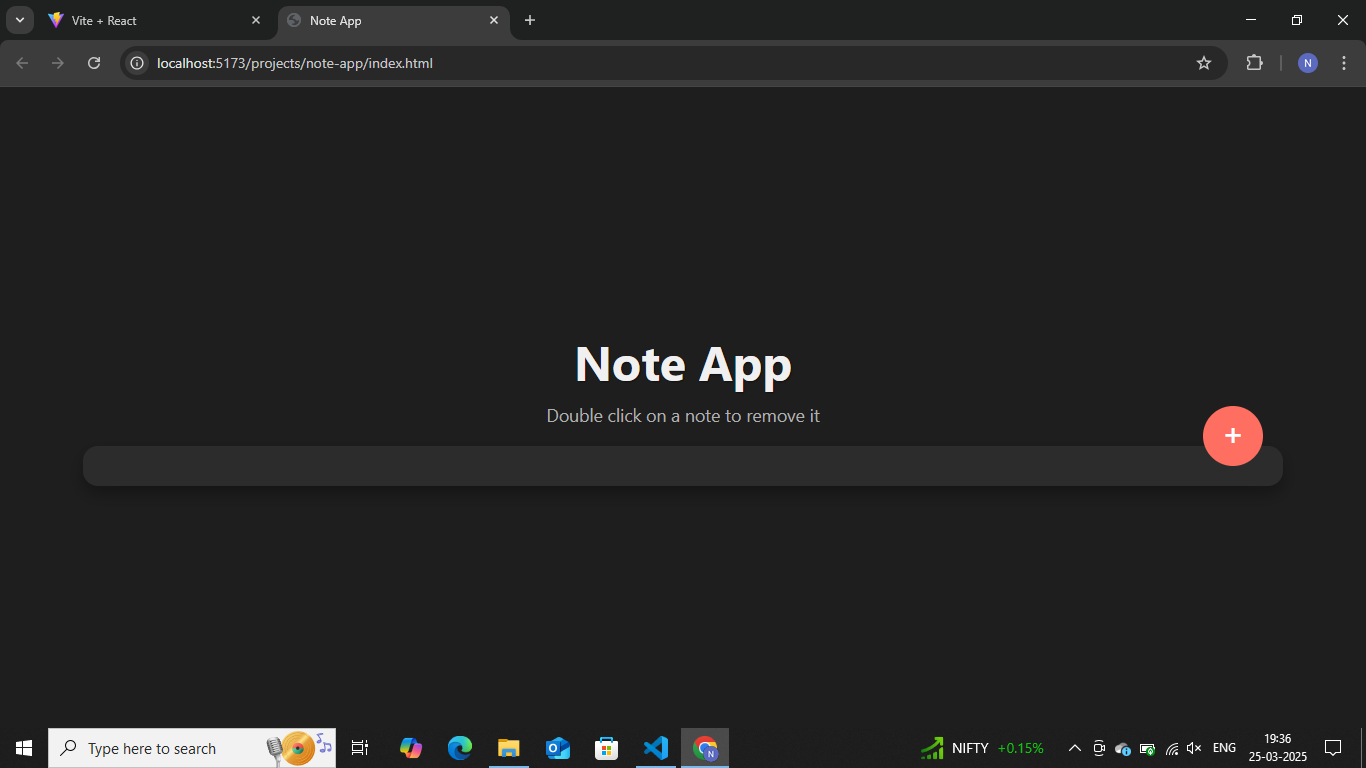 Vite + React
Note App
localhost:5173/projects/note-app/index.html
N
Note App
Double click on a note to remove it
+
Type here to search
N
NIFTY +0.15%
ENG
19:36
25-03-2025